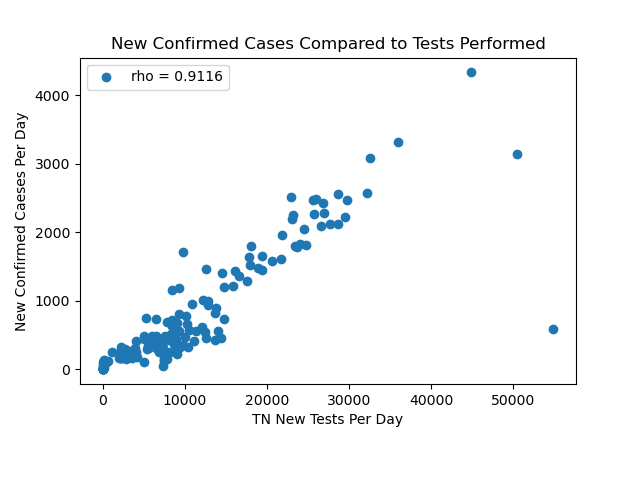 New Confirmed Cases Compared to Tests Performed
rho = 0.9116
New Confirmed Caeses Per Day
4000
3000
2000
1000
0
0 10000 20000 30000 40000 50000
TN New Tests Per Day